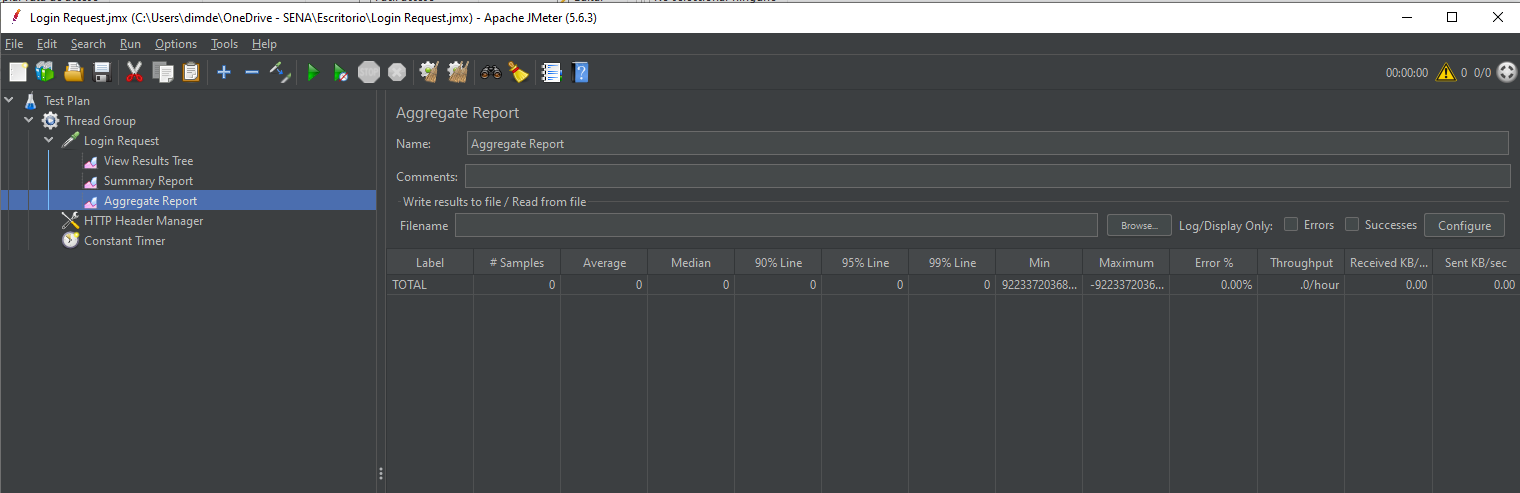 Login Request.jmx (C:\Users\dimde\OneDrive - SENA\Escritorio\Login Request.jmx) - Apache JMeter (5.6.3)
File Edit Search Run Options Tools Help
STOP 00:00:00 0 0/0
Test Plan
Thread Group
Login Request
View Results Tree
Summary Report
Aggregate Report
HTTP Header Manager
Constant Timer
Aggregate Report
Name: Aggregate Report
Comments:
Write results to file / Read from file
Filename Browse... Log/Display Only: Errors Successes Configure
Label # Samples Average Median 90% Line 95% Line 99% Line Min Maximum Error % Throughput Received KB/... Sent KB/sec
TOTAL 0 0 0 0 0 0 92233720368... -9223372036... 0.00% .0/hour 0.00 0.00